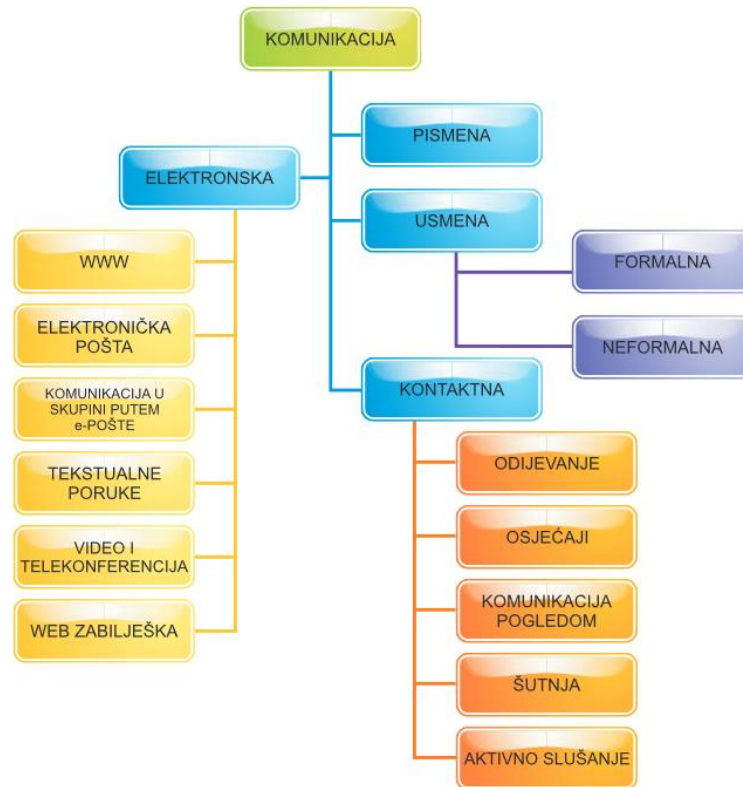 KOMUNIKACIJA
PISMENA
ELEKTRONSKA
USMENA
FORMALNA
NEFORMALNA
KONTAKTNA
WWW
ELEKTRONIČKA
POŠTA
KOMUNIKACIJA U
SKUPINI PUTEM
e-POŠTE
TEKSTUALNE
PORUKE
VIDEO I
TELEKONFERENCIJA
WEB ZABILJEŠKA
ODIJEVANJE
OSJEĆAJI
KOMUNIKACIJA
POGLEDOM
ŠUTNJA
AKTIVNO SLUŠANJE